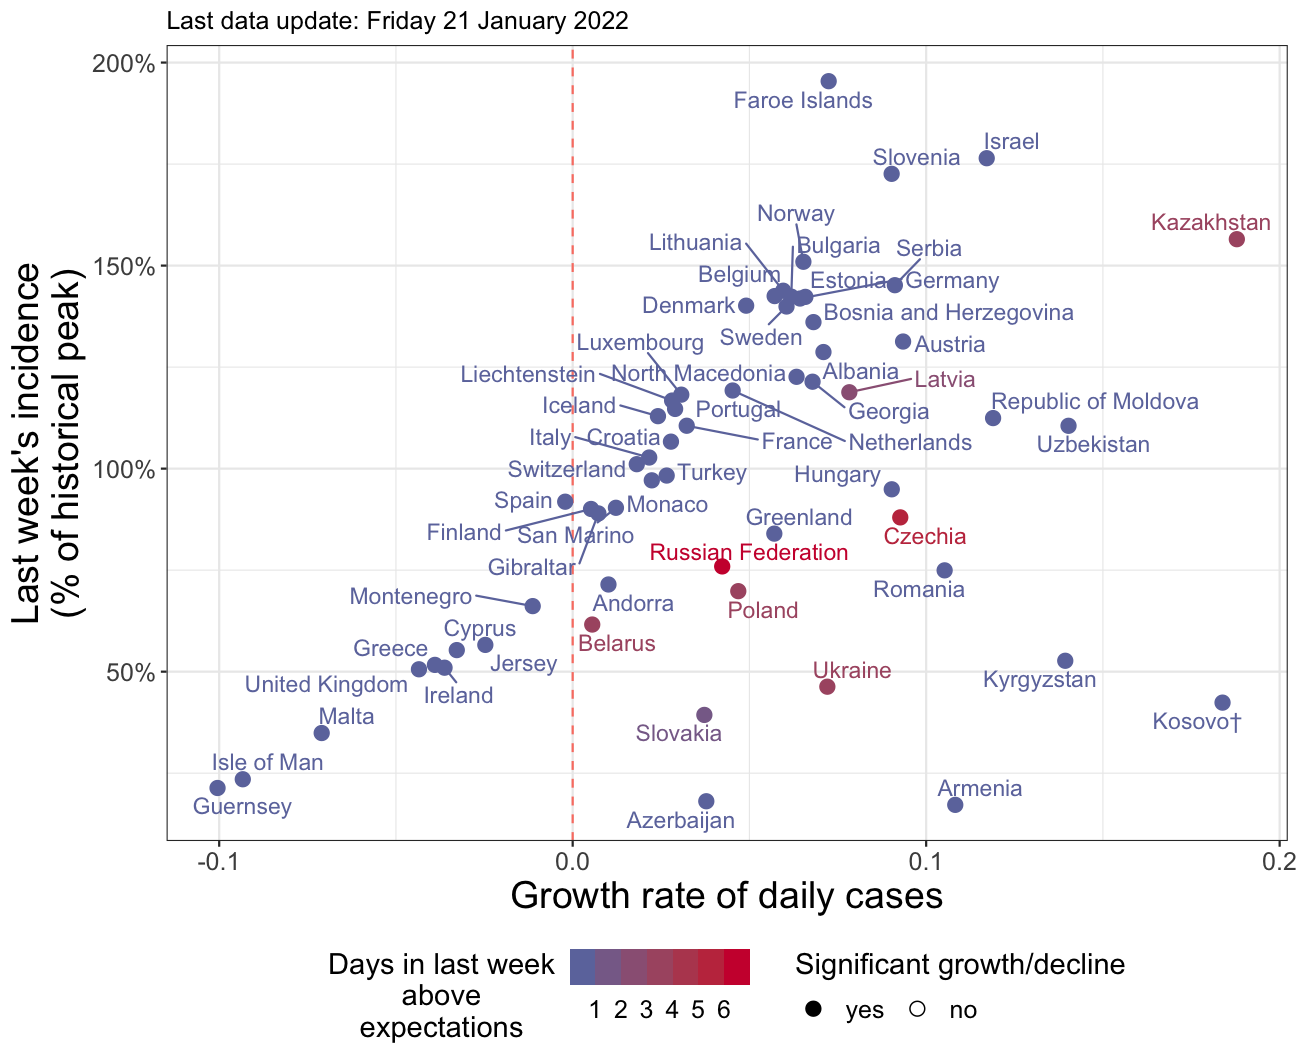 Last data update: Friday 21 January 2022
200%
Faroe Islands
Israel
Slovenia
Norway
Kazakhstan
Lithuania
Bulgaria
Serbia
150%
Belgium
Estonia
Germany
Denmark
Bosnia and Herzegovina
Sweden
Luxembourg
Austria
Liechtenstein
North Macedonia
Albania
Latvia
Iceland
Portugal
Georgia
Republic of Moldova
Italy
Croatia
France
Netherlands
Uzbekistan
100%
Switzerland
Turkey
Hungary
Spain
Monaco
Greenland
Finland
San Marino
Czechia
Russian Federation
Gibraltar
Romania
Montenegro
Andorra
Poland
Cyprus
Belarus
Greece
Jersey
50%
United Kingdom
Ireland
Ukraine
Kyrgyzstan
Malta
Slovakia
Kosovo†
Isle of Man
Guernsey
Armenia
Azerbaijan
Last week's incidence
(% of historical peak)
-0.1 0.0 0.1 0.2
Growth rate of daily cases
Days in last week
above
expectations
1 2 3 4 5 6
Significant growth/decline
yes no